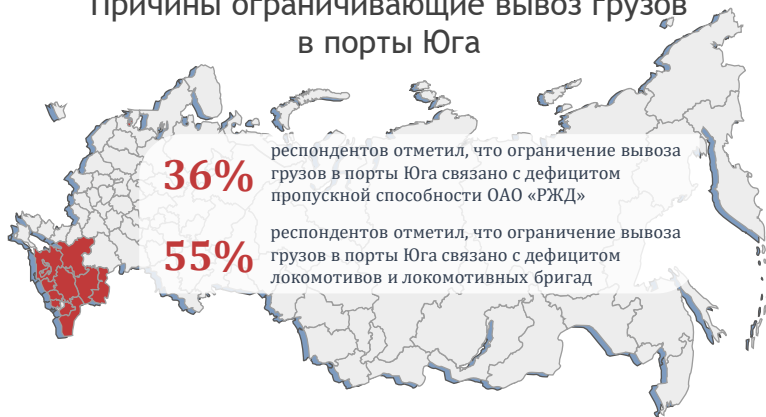 Причины ограничивающие вывоз грузов
в порты Юга
36%
респондентов отметил, что ограничение вывоза
грузов в порты Юга связано с дефицитом
пропускной способности ОАО «РЖД»
55%
респондентов отметил, что ограничение вывоза
грузов в порты Юга связано с дефицитом
локомотивов и локомотивных бригад